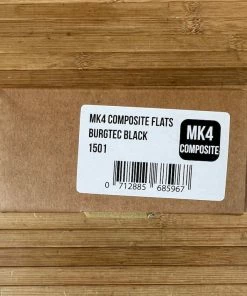 MK4 COMPOSITE FLATS
BURGTEC BLACK
1501
MK4
COMPOSITE
0 712885 685967